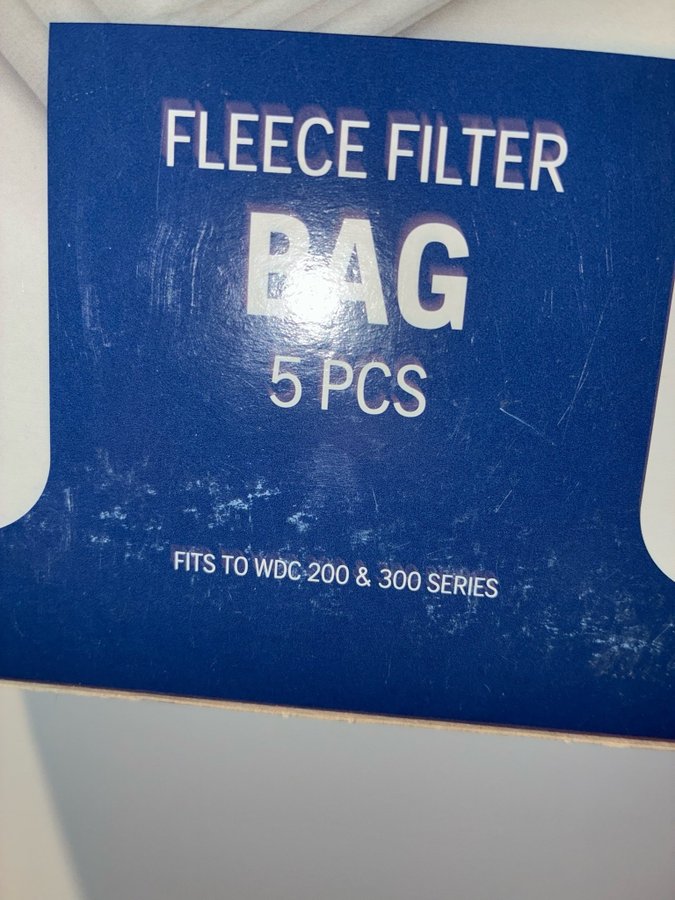 FLEECE FILTER
BAG
5 PCS
FITS TO WDC 200 & 300 SERIES